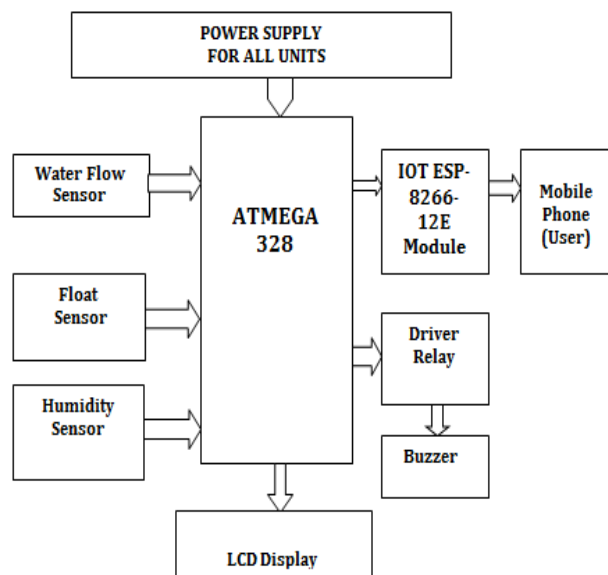 POWER SUPPLY
FOR ALL UNITS
Water Flow
Sensor
ATMEGA
328
IOT ESP-
8266-
12E
Module
Mobile
Phone
(User)
Float
Sensor
Driver
Relay
Humidity
Sensor
Buzzer
LCD Display